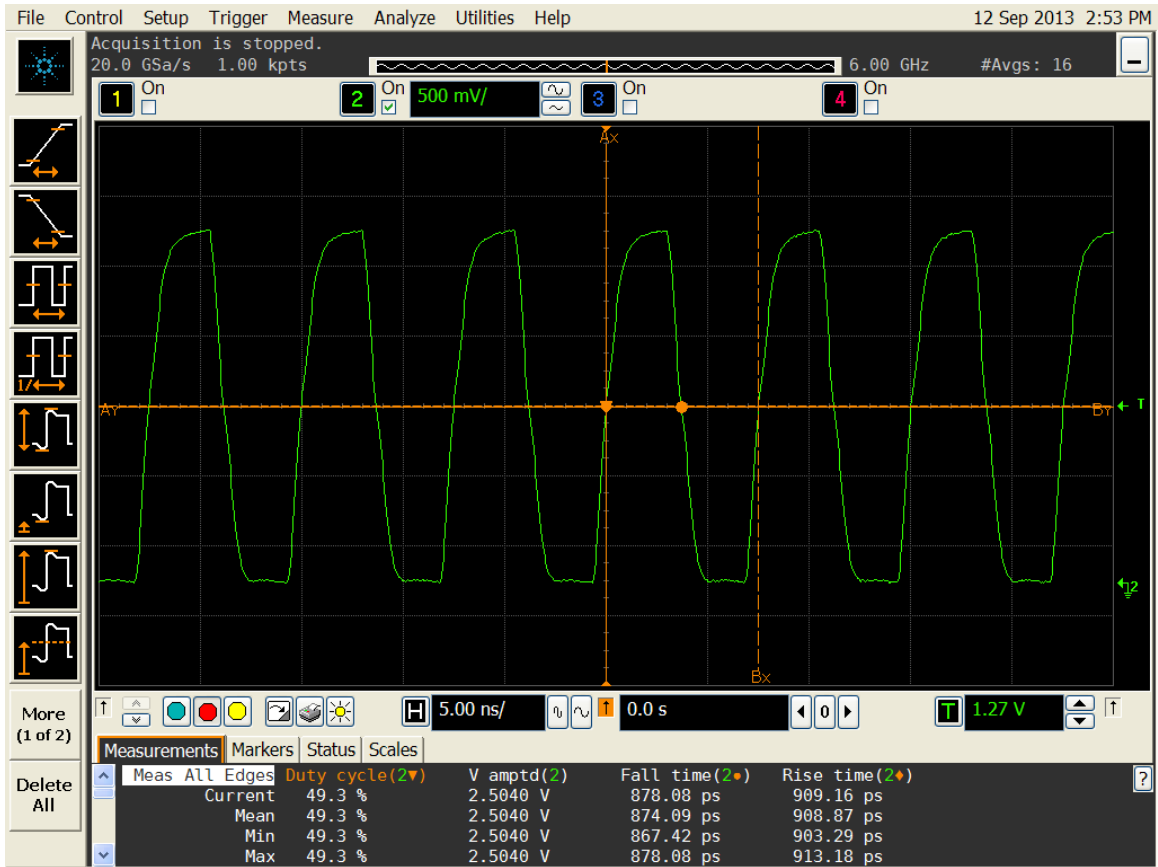 File Control Setup Trigger Measure Analyze Utilities Help 12 Sep 2013 2:53 PM
Acquisition is stopped.
20.0 GSa/s 1.00 kpts 6.00 GHz #Avgs: 16
1 On 2 On 500 mV/ 3 On 4 On
Ax
1/
AY BY T
2
Bx
More
(1 of 2)
Delete
All
H 5.00 ns/ 0.0 s 0 T 1.27 V
Measurements Markers Status Scales
Meas All Edges Duty cycle(2▼) V amptd(2) Fall time(2●) Rise time(2♦) ?
Current 49.3 % 2.5040 V 878.08 ps 909.16 ps
Mean 49.3 % 2.5040 V 874.09 ps 908.87 ps
Min 49.3 % 2.5040 V 867.42 ps 903.29 ps
Max 49.3 % 2.5040 V 878.08 ps 913.18 ps